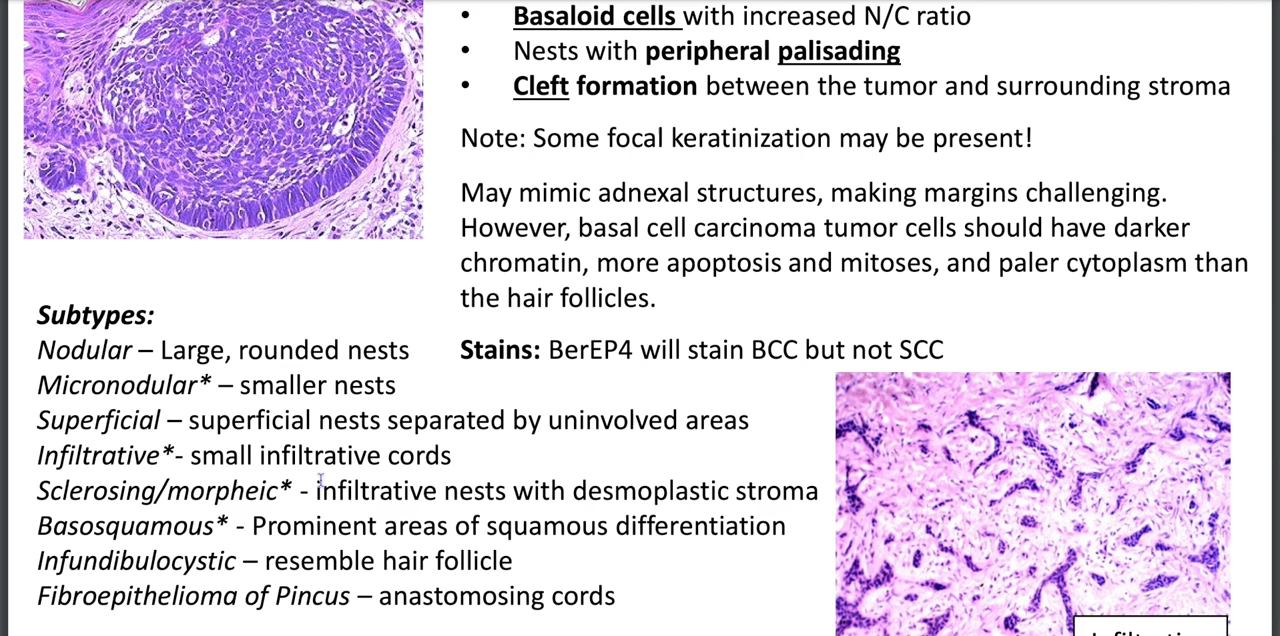 • Basaloid cells with increased N/C ratio
• Nests with peripheral palisading
• Cleft formation between the tumor and surrounding stroma
Note: Some focal keratinization may be present!
May mimic adnexal structures, making margins challenging.
However, basal cell carcinoma tumor cells should have darker
chromatin, more apoptosis and mitoses, and paler cytoplasm than
the hair follicles.
Stains: BerEP4 will stain BCC but not SCC
Subtypes:
Nodular – Large, rounded nests
Micronodular* – smaller nests
Superficial – superficial nests separated by uninvolved areas
Infiltrative*- small infiltrative cords
Sclerosing/morpheic* - infiltrative nests with desmoplastic stroma
Basosquamous* - Prominent areas of squamous differentiation
Infundibulocystic – resemble hair follicle
Fibroepithelioma of Pincus – anastomosing cords